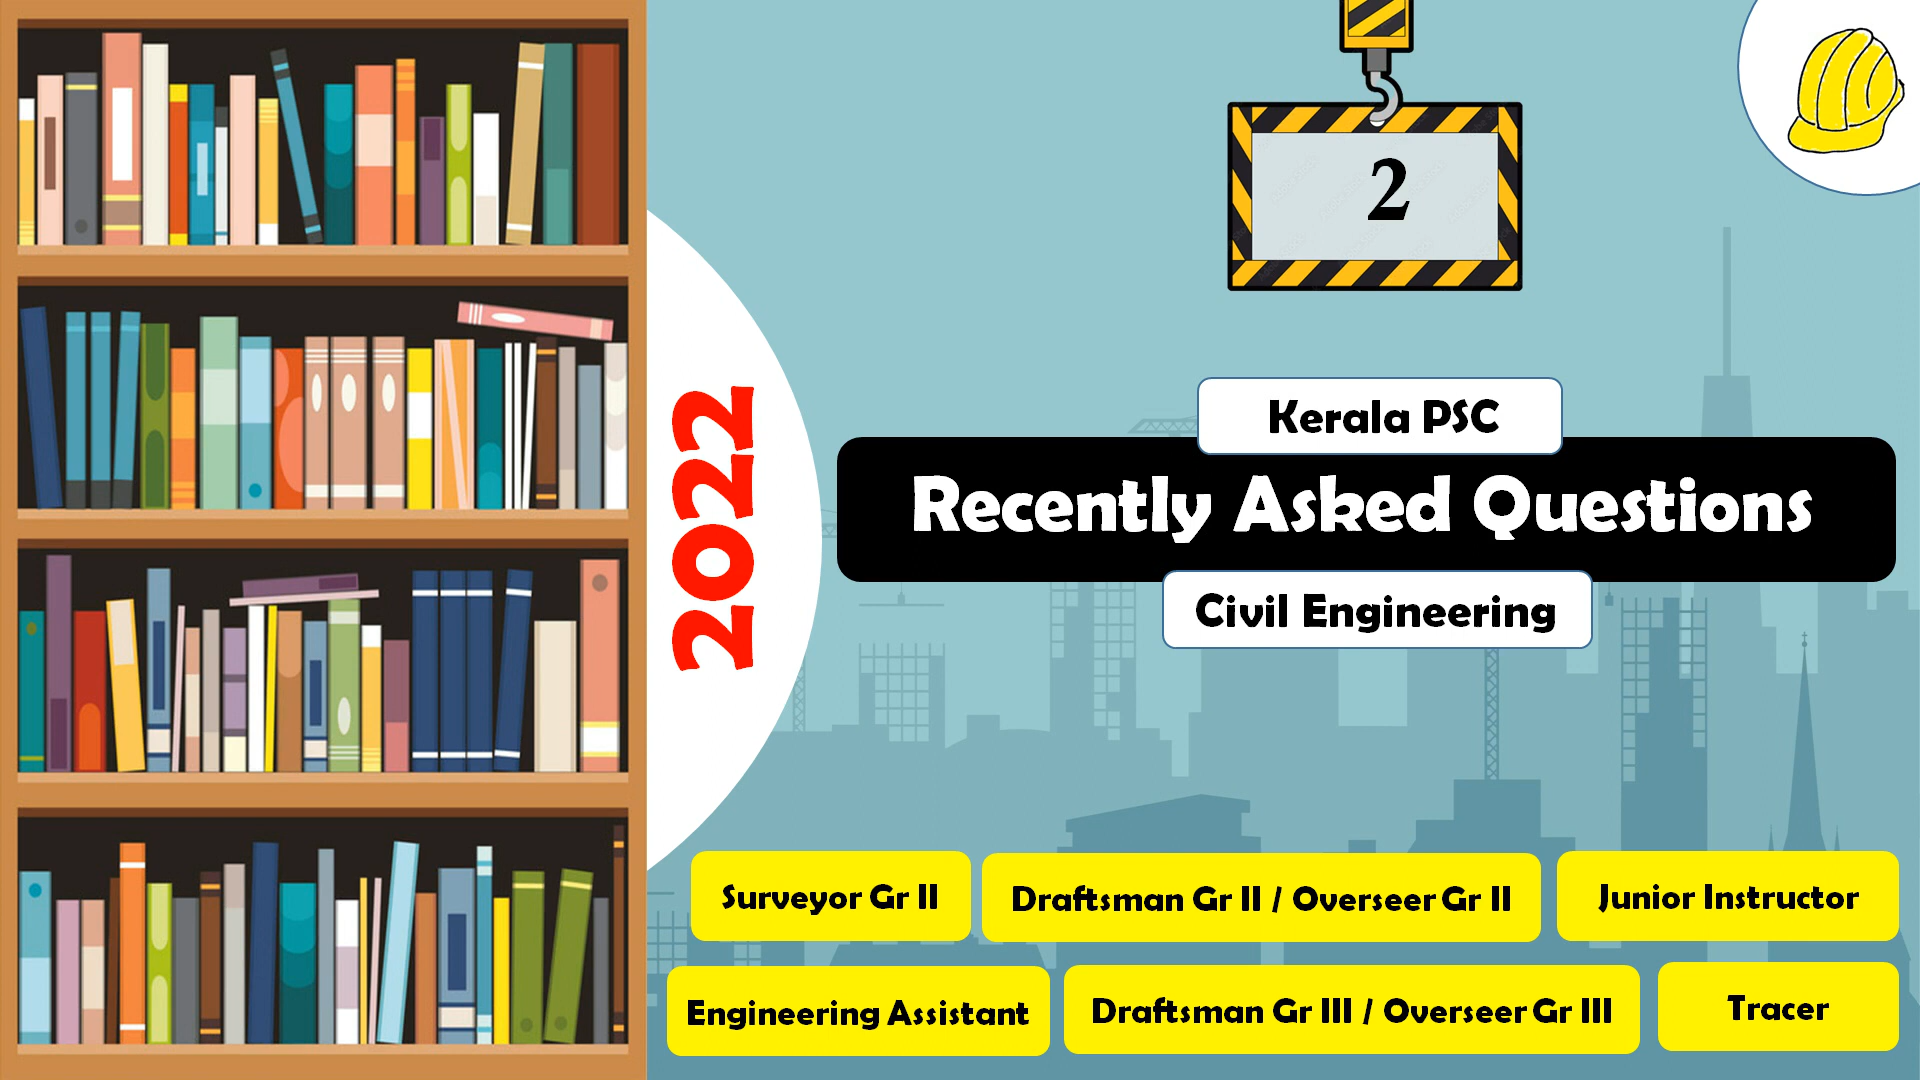 2
2022
Kerala PSC
Recently Asked Questions
Civil Engineering
Surveyor Gr II
Draftsman Gr II / Overseer Gr II
Junior Instructor
Engineering Assistant
Draftsman Gr III / Overseer Gr III
Tracer